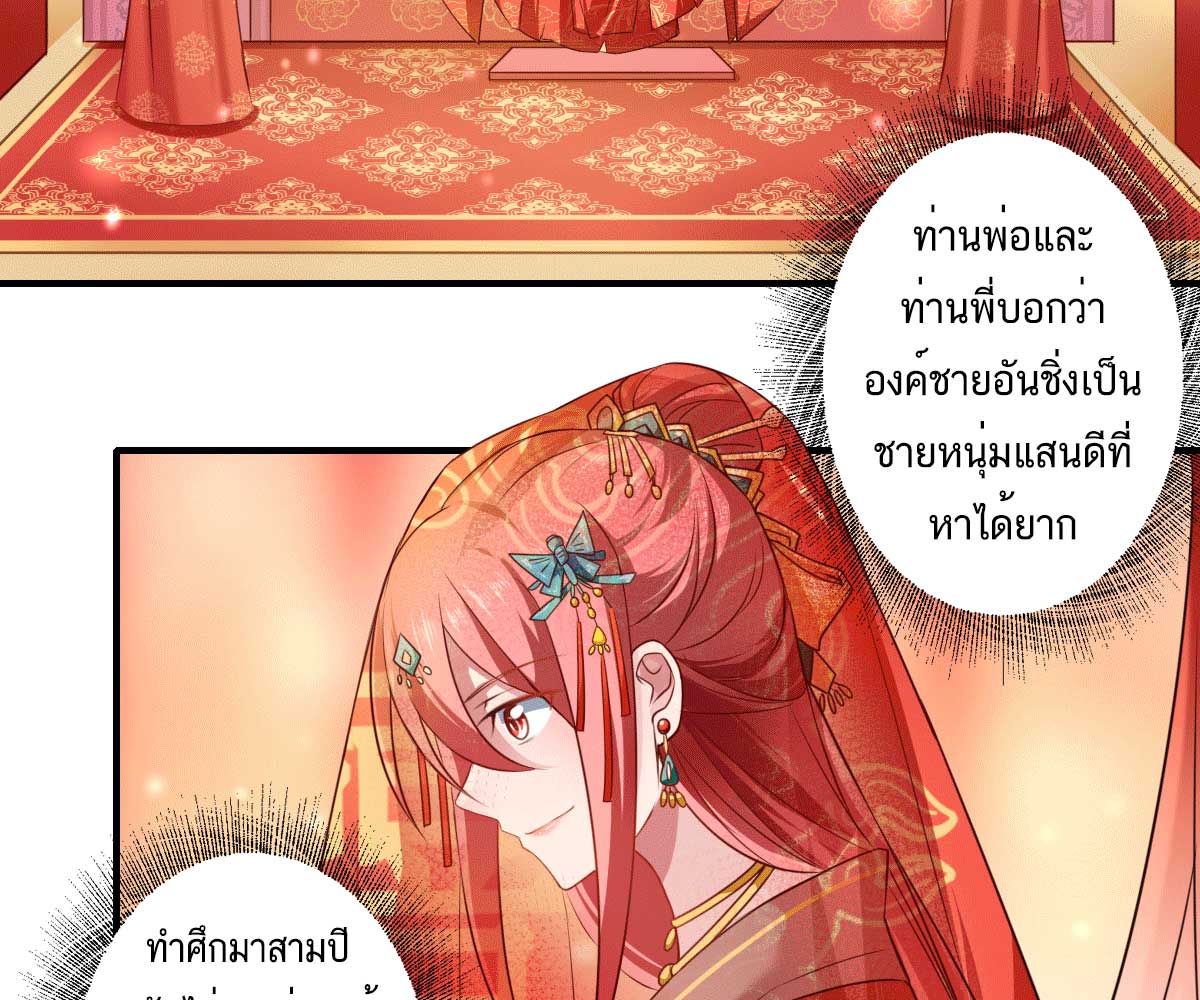 ท่านพ่อและ
ท่านพี่บอกว่า
องค์ชายอันชิ่งเป็น
ชายหนุ่มแสนดีที่
หาได้ยาก
ทำศึกมาสามปี